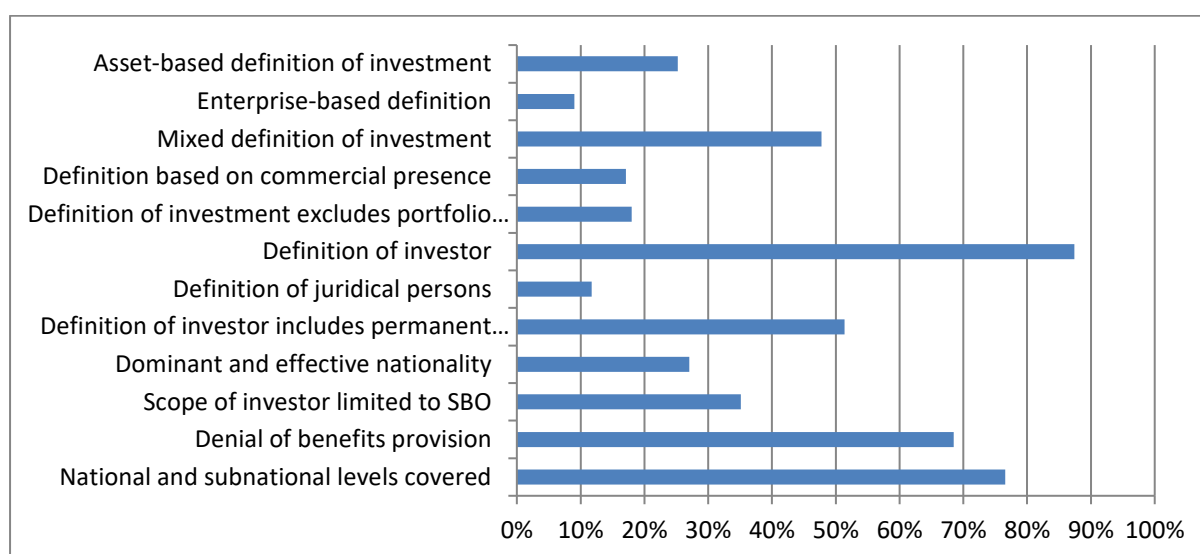 Asset-based definition of investment
Enterprise-based definition
Mixed definition of investment
Definition based on commercial presence
Definition of investment excludes portfolio…
Definition of investor
Definition of juridical persons
Definition of investor includes permanent…
Dominant and effective nationality
Scope of investor limited to SBO
Denial of benefits provision
National and subnational levels covered
0% 10% 20% 30% 40% 50% 60% 70% 80% 90% 100%